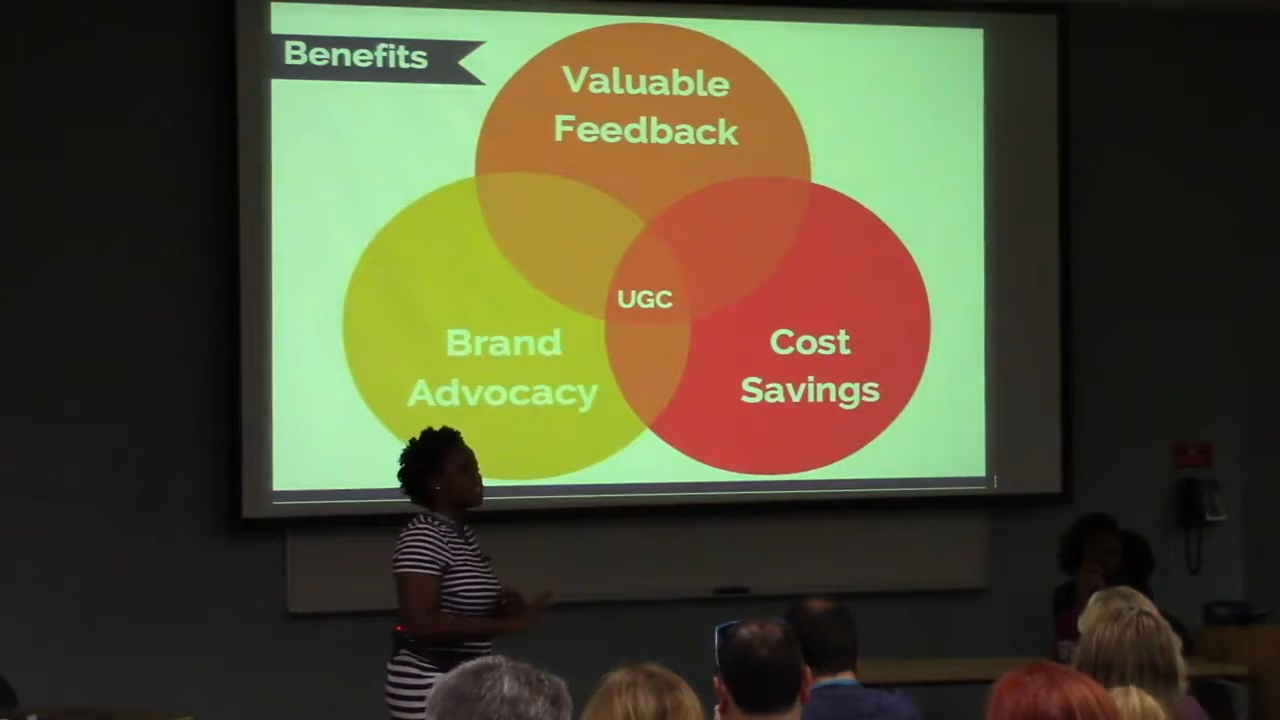 Benefits
Valuable
Feedback
UGC
Brand
Advocacy
Cost
Savings